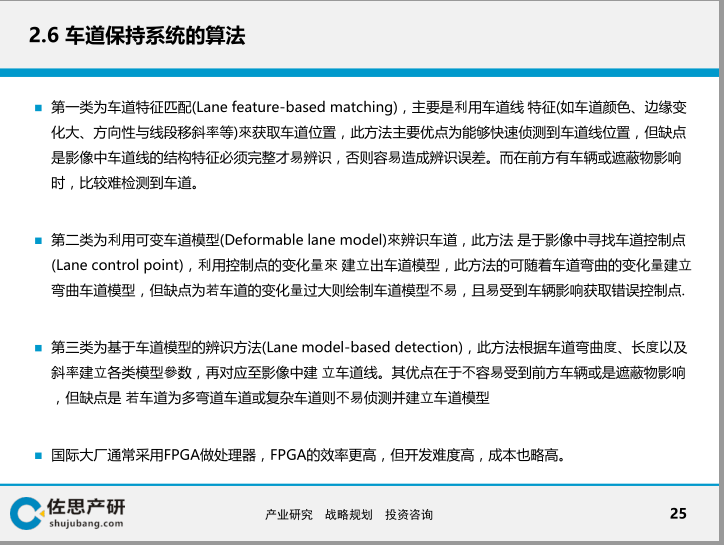 2.6 车道保持系统的算法
第一类为车道特征匹配(Lane feature-based matching)，主要是利用车道线 特征(如车道颜色、边缘变
化大、方向性与线段移斜率等)來获取车道位置，此方法主要优点为能够快速侦测到车道线位置，但缺点
是影像中车道线的结构特征必须完整才易辨识，否则容易造成辨识误差。而在前方有车辆或遮蔽物影响
时，比较难检测到车道。
第二类为利用可变车道模型(Deformable lane model)來辨识车道，此方法 是于影像中寻找车道控制点
(Lane control point)，利用控制点的变化量來 建立出车道模型，此方法的可随着车道弯曲的变化量建立
弯曲车道模型，但缺点为若车道的变化量过大则绘制车道模型不易，且易受到车辆影响获取错误控制点.
第三类为基于车道模型的辨识方法(Lane model-based detection)，此方法根据车道弯曲度、长度以及
斜率建立各类模型參数，再对应至影像中建 立车道线。其优点在于不容易受到前方车辆或是遮蔽物影响
，但缺点是 若车道为多弯道车道或复杂车道则不易侦测并建立车道模型
国际大厂通常采用FPGA做处理器，FPGA的效率更高，但开发难度高，成本也略高。
佐思产研
shujubang.com
产业研究 战略规划 投资咨询
25